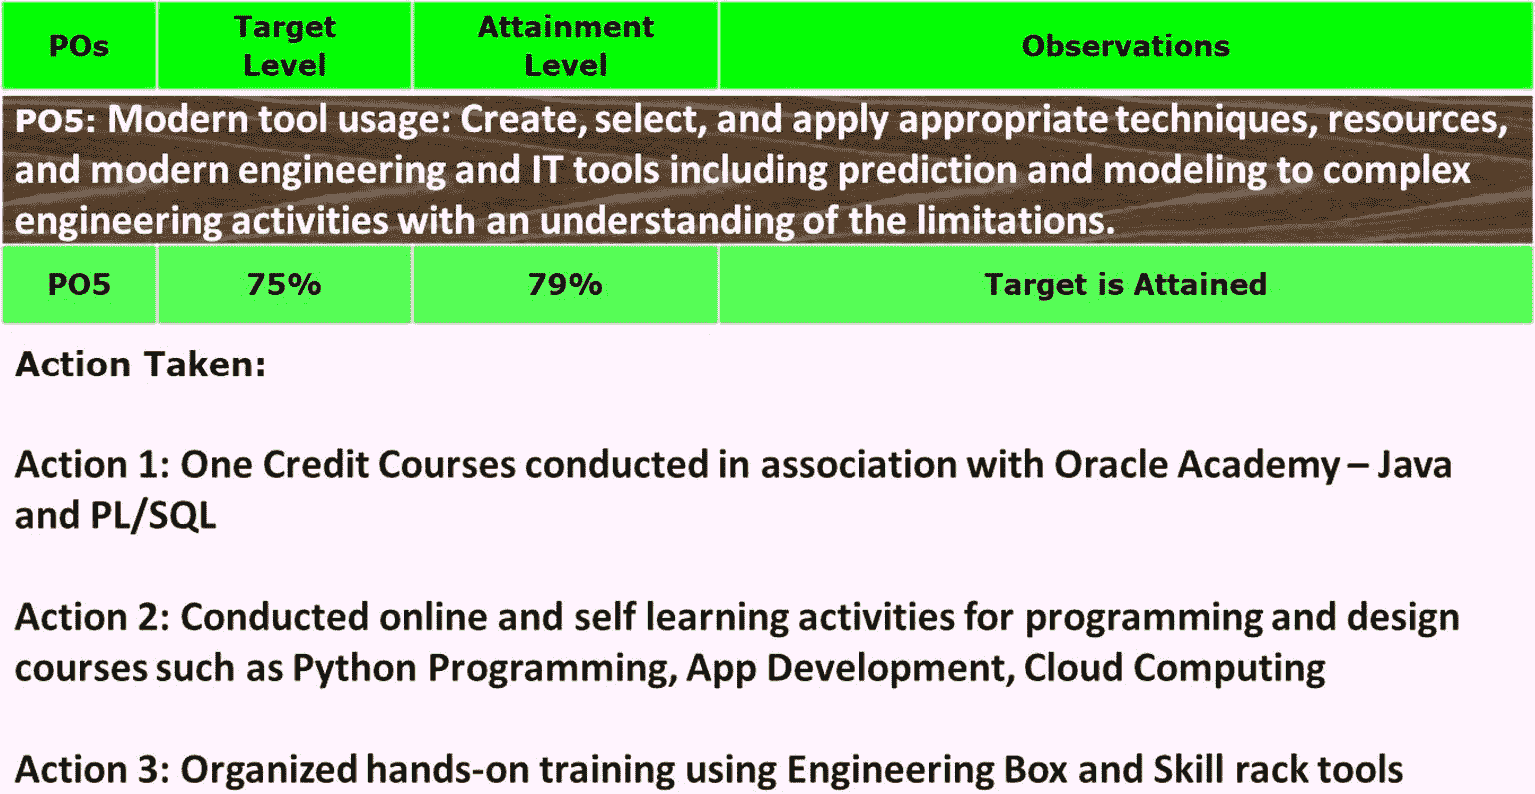 POs Target Level Attainment Level Observations
PO5: Modern tool usage: Create, select, and apply appropriate techniques, resources,
and modern engineering and IT tools including prediction and modeling to complex
engineering activities with an understanding of the limitations.
PO5 75% 79% Target is Attained
Action Taken:
Action 1: One Credit Courses conducted in association with Oracle Academy – Java
and PL/SQL
Action 2: Conducted online and self learning activities for programming and design
courses such as Python Programming, App Development, Cloud Computing
Action 3: Organized hands-on training using Engineering Box and Skill rack tools